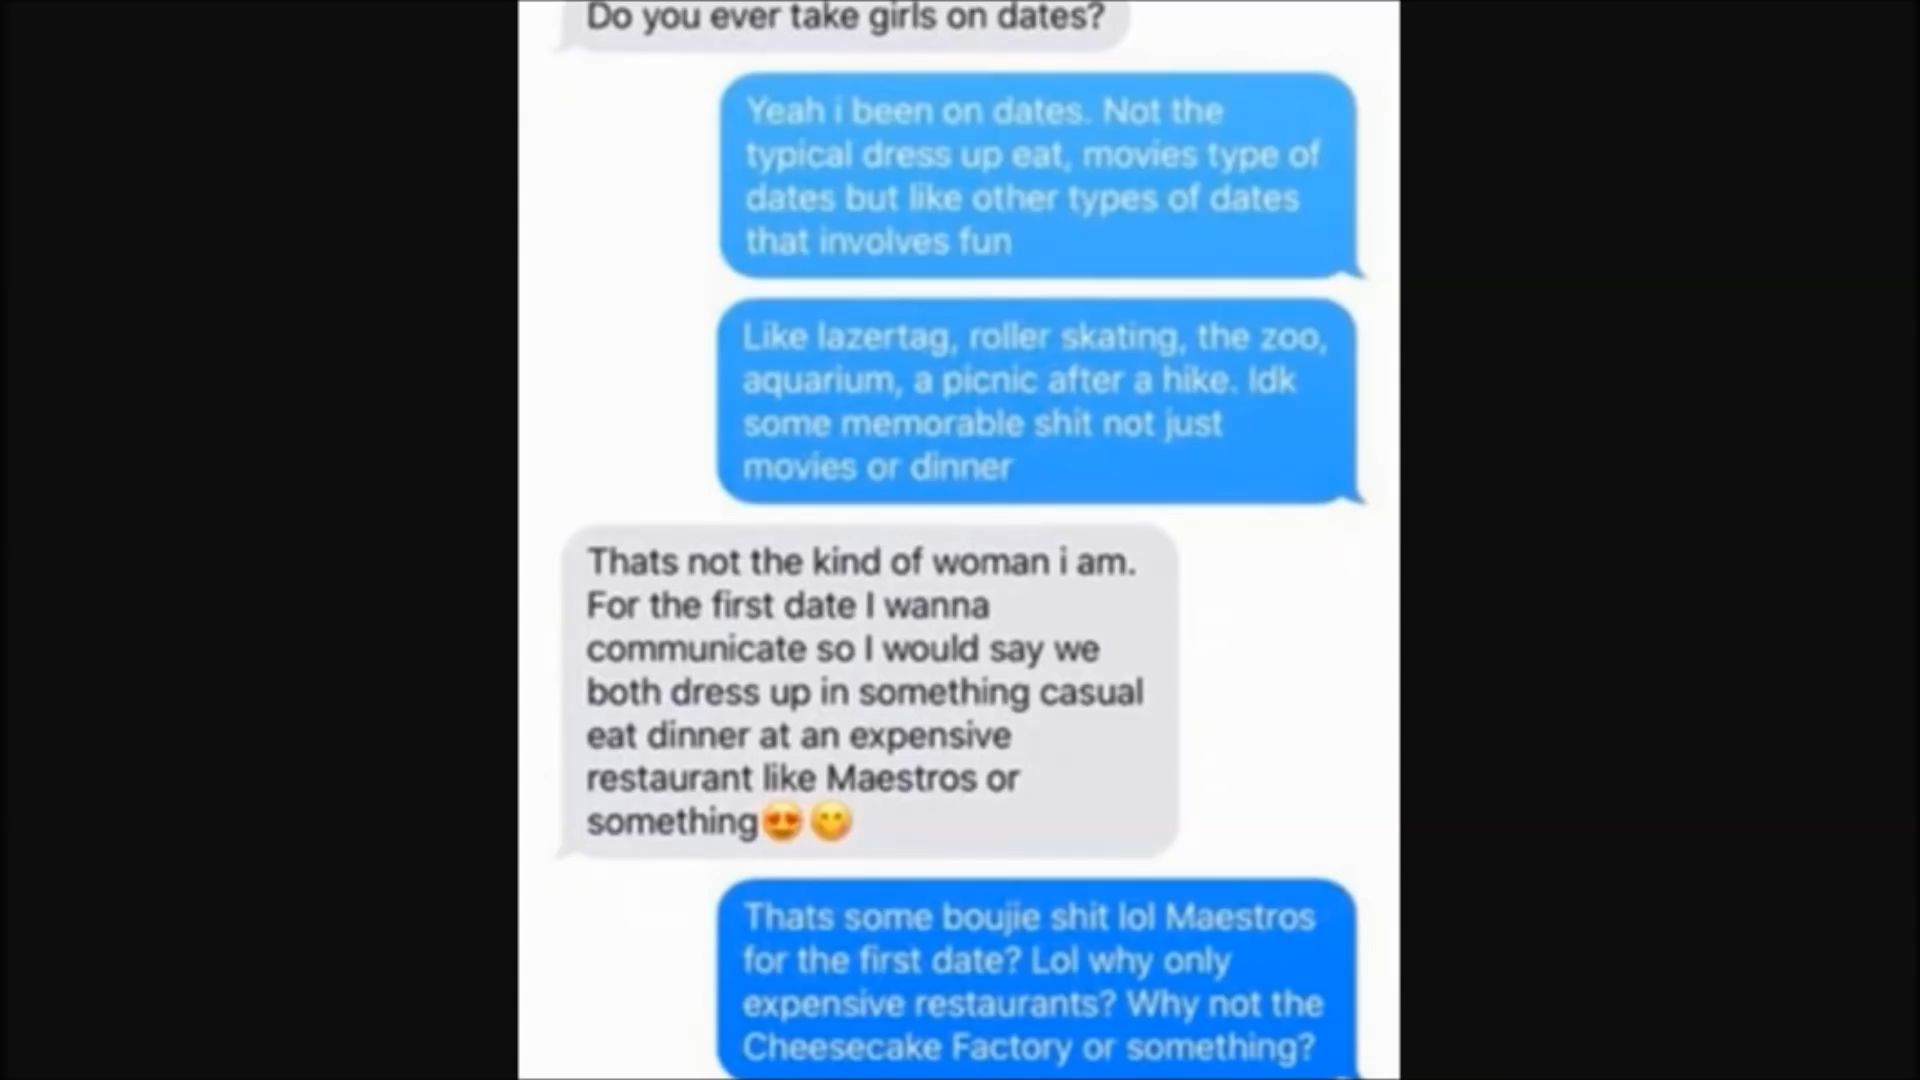 Do you ever take girls on dates?
Yeah i been on dates. Not the
typical dress up eat, movies type of
dates but like other types of dates
that involves fun
Like lazertag, roller skating, the zoo,
aquarium, a picnic after a hike. Idk
some memorable shit not just
movies or dinner
Thats not the kind of woman i am.
For the first date I wanna
communicate so I would say we
both dress up in something casual
eat dinner at an expensive
restaurant like Maestros or
something😍😋
Thats some boujie shit lol Maestros
for the first date? Lol why only
expensive restaurants? Why not the
Cheesecake Factory or something?